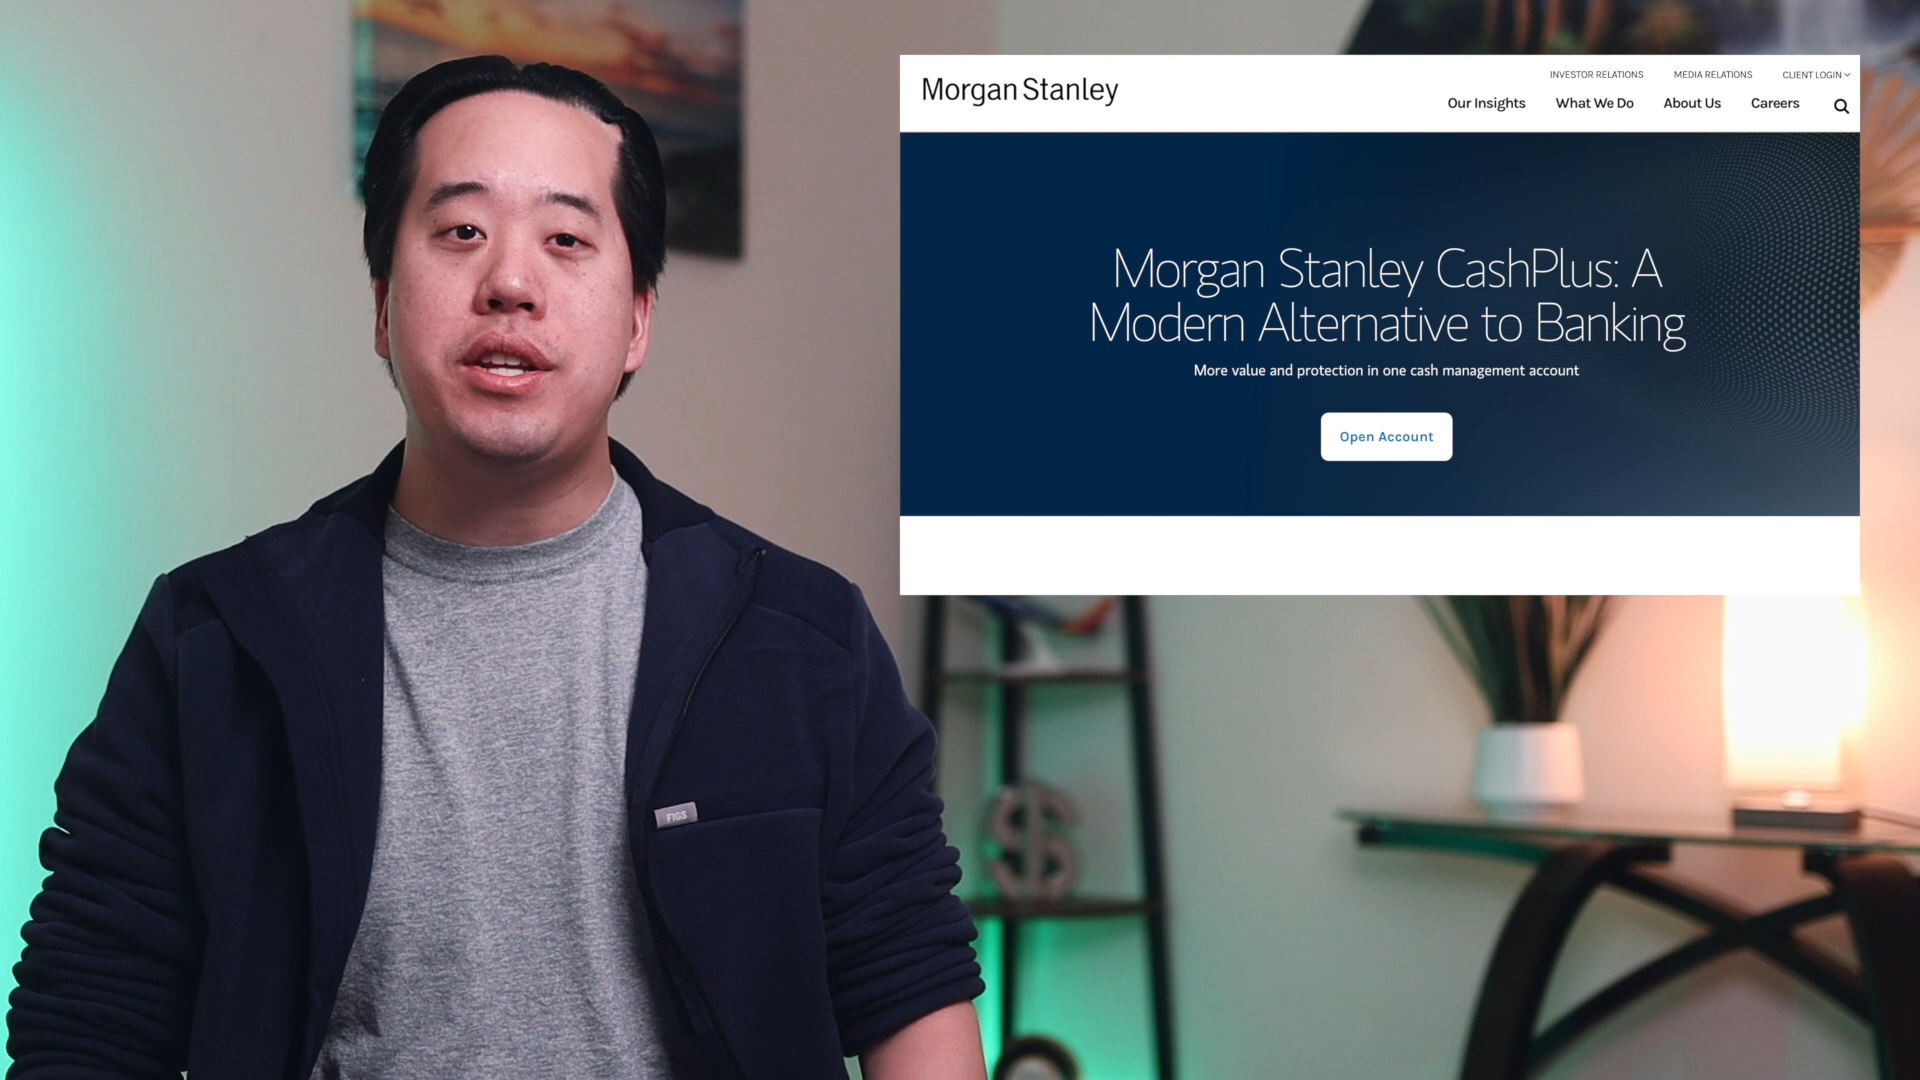 Morgan Stanley
INVESTOR RELATIONS MEDIA RELATIONS CLIENT LOGIN
Our Insights What We Do About Us Careers
Morgan Stanley CashPlus: A
Modern Alternative to Banking
More value and protection in one cash management account
Open Account
FIGS
$